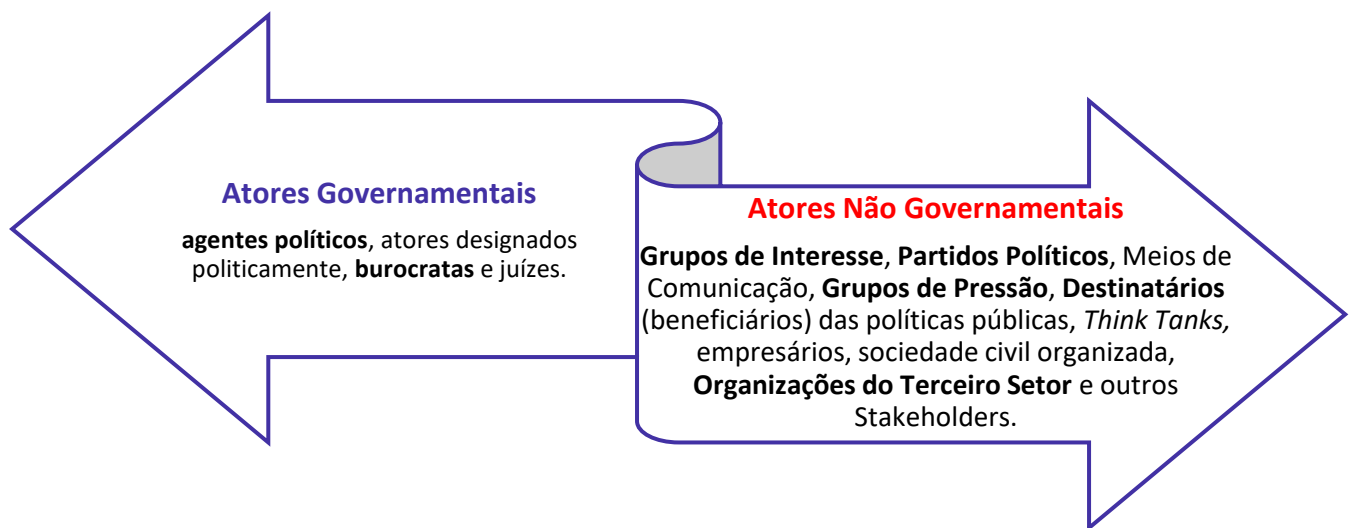 Atores Governamentais
agentes políticos, atores designados
politicamente, burocratas e juízes.
Atores Não Governamentais
Grupos de Interesse, Partidos Políticos, Meios de
Comunicação, Grupos de Pressão, Destinatários
(beneficiários) das políticas públicas, Think Tanks,
empresários, sociedade civil organizada,
Organizações do Terceiro Setor e outros
Stakeholders.